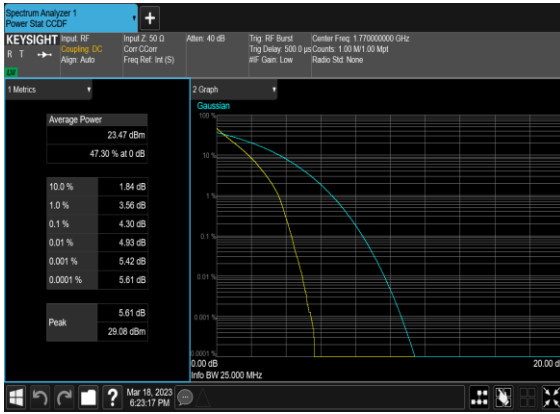 Spectrum Analyzer 1
Power Stat CCDF
KEYSIGHT
R T
Input: RF
Coupling: DC
Align: Auto
Input Z: 50 Ω
Corr CCorr
Freq Ref: Int (S)
Atten: 40 dB
Trig: RF Burst
Trig Delay: 500.0 µs
#IF Gain: Low
Center Freq: 1.770000000 GHz
Counts: 1.00 M/1.00 Mpt
Radio Std: None
1 Metrics
Average Power
23.47 dBm
47.30 % at 0 dB
10.0 % 1.84 dB
1.0 % 3.56 dB
0.1 % 4.30 dB
0.01 % 4.93 dB
0.001 % 5.42 dB
0.0001 % 5.61 dB
Peak
5.61 dB
29.08 dBm
2 Graph
Gaussian
100 %
10 %
1 %
0.1 %
0.01 %
0.001 %
0.0001 %
0.00 dB
20.00 d
Info BW 25.000 MHz
?
Mar 18, 2023
6:23:17 PM